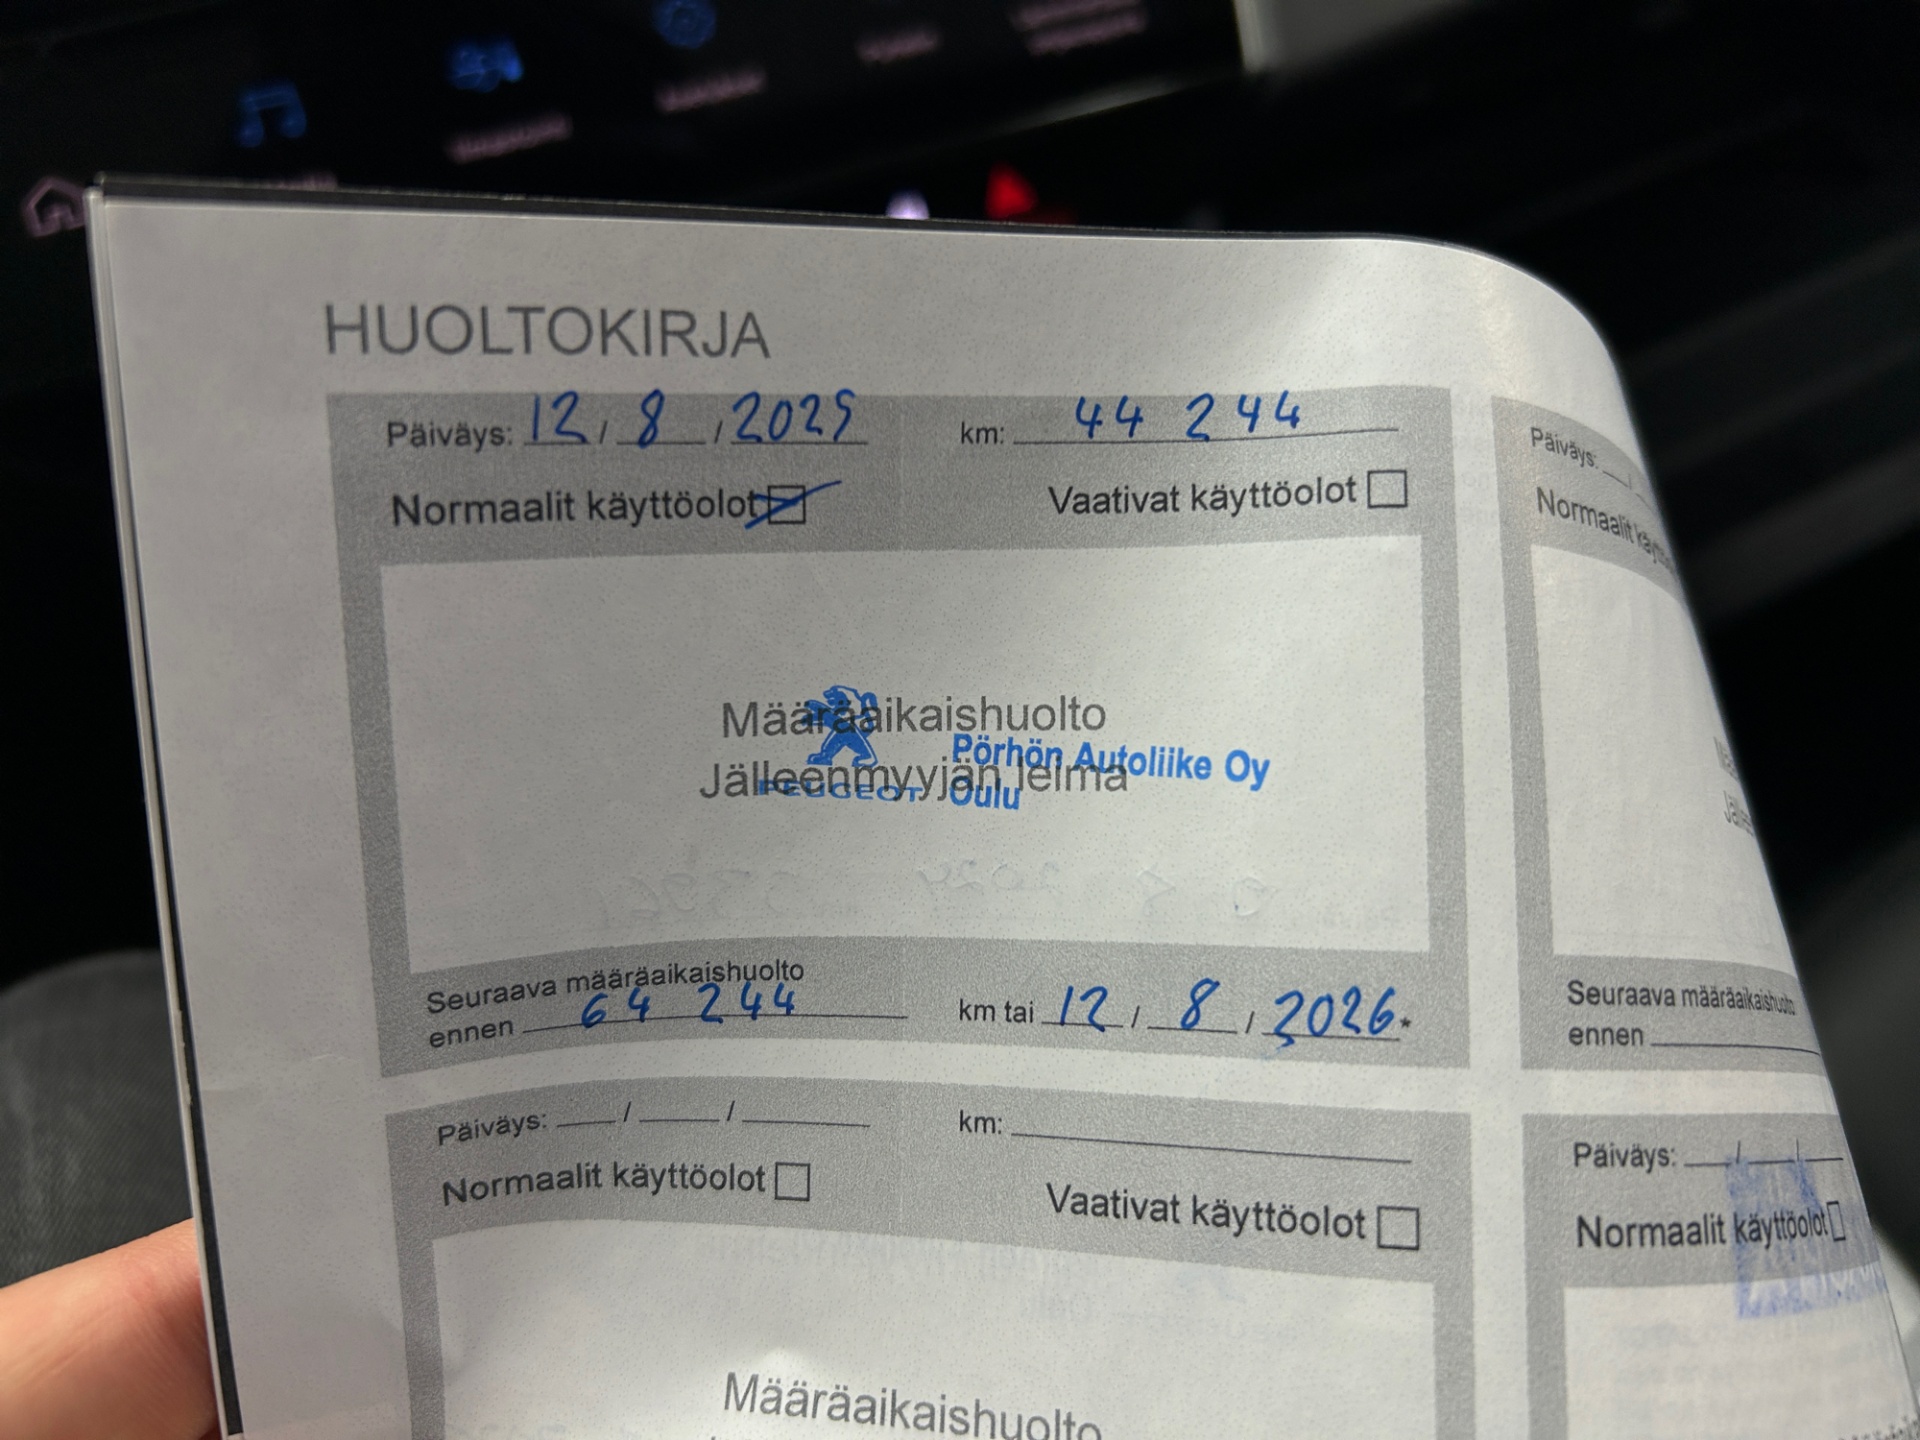 HUOLTOKIRJA
Päiväys: 12 / 8 / 2025 km: 44 244
Normaalit käyttöolot Vaativat käyttöolot
Määräaikaishuolto
Jälleenmyyjän leima
PEUGEOT
Pörhön Autoliike Oy
Oulu
Seuraava määräaikaishuolto
ennen 64 244 km tai 12 / 8 / 2026 *
Päiväys: / / km:
Normaalit käyttöolot Vaativat käyttöolot
Määräaikaishuolto
Päiväys: /
Normaalit
Seuraava määräaikaishuolto
ennen
Päiväys: / /
Normaalit käyttöolot